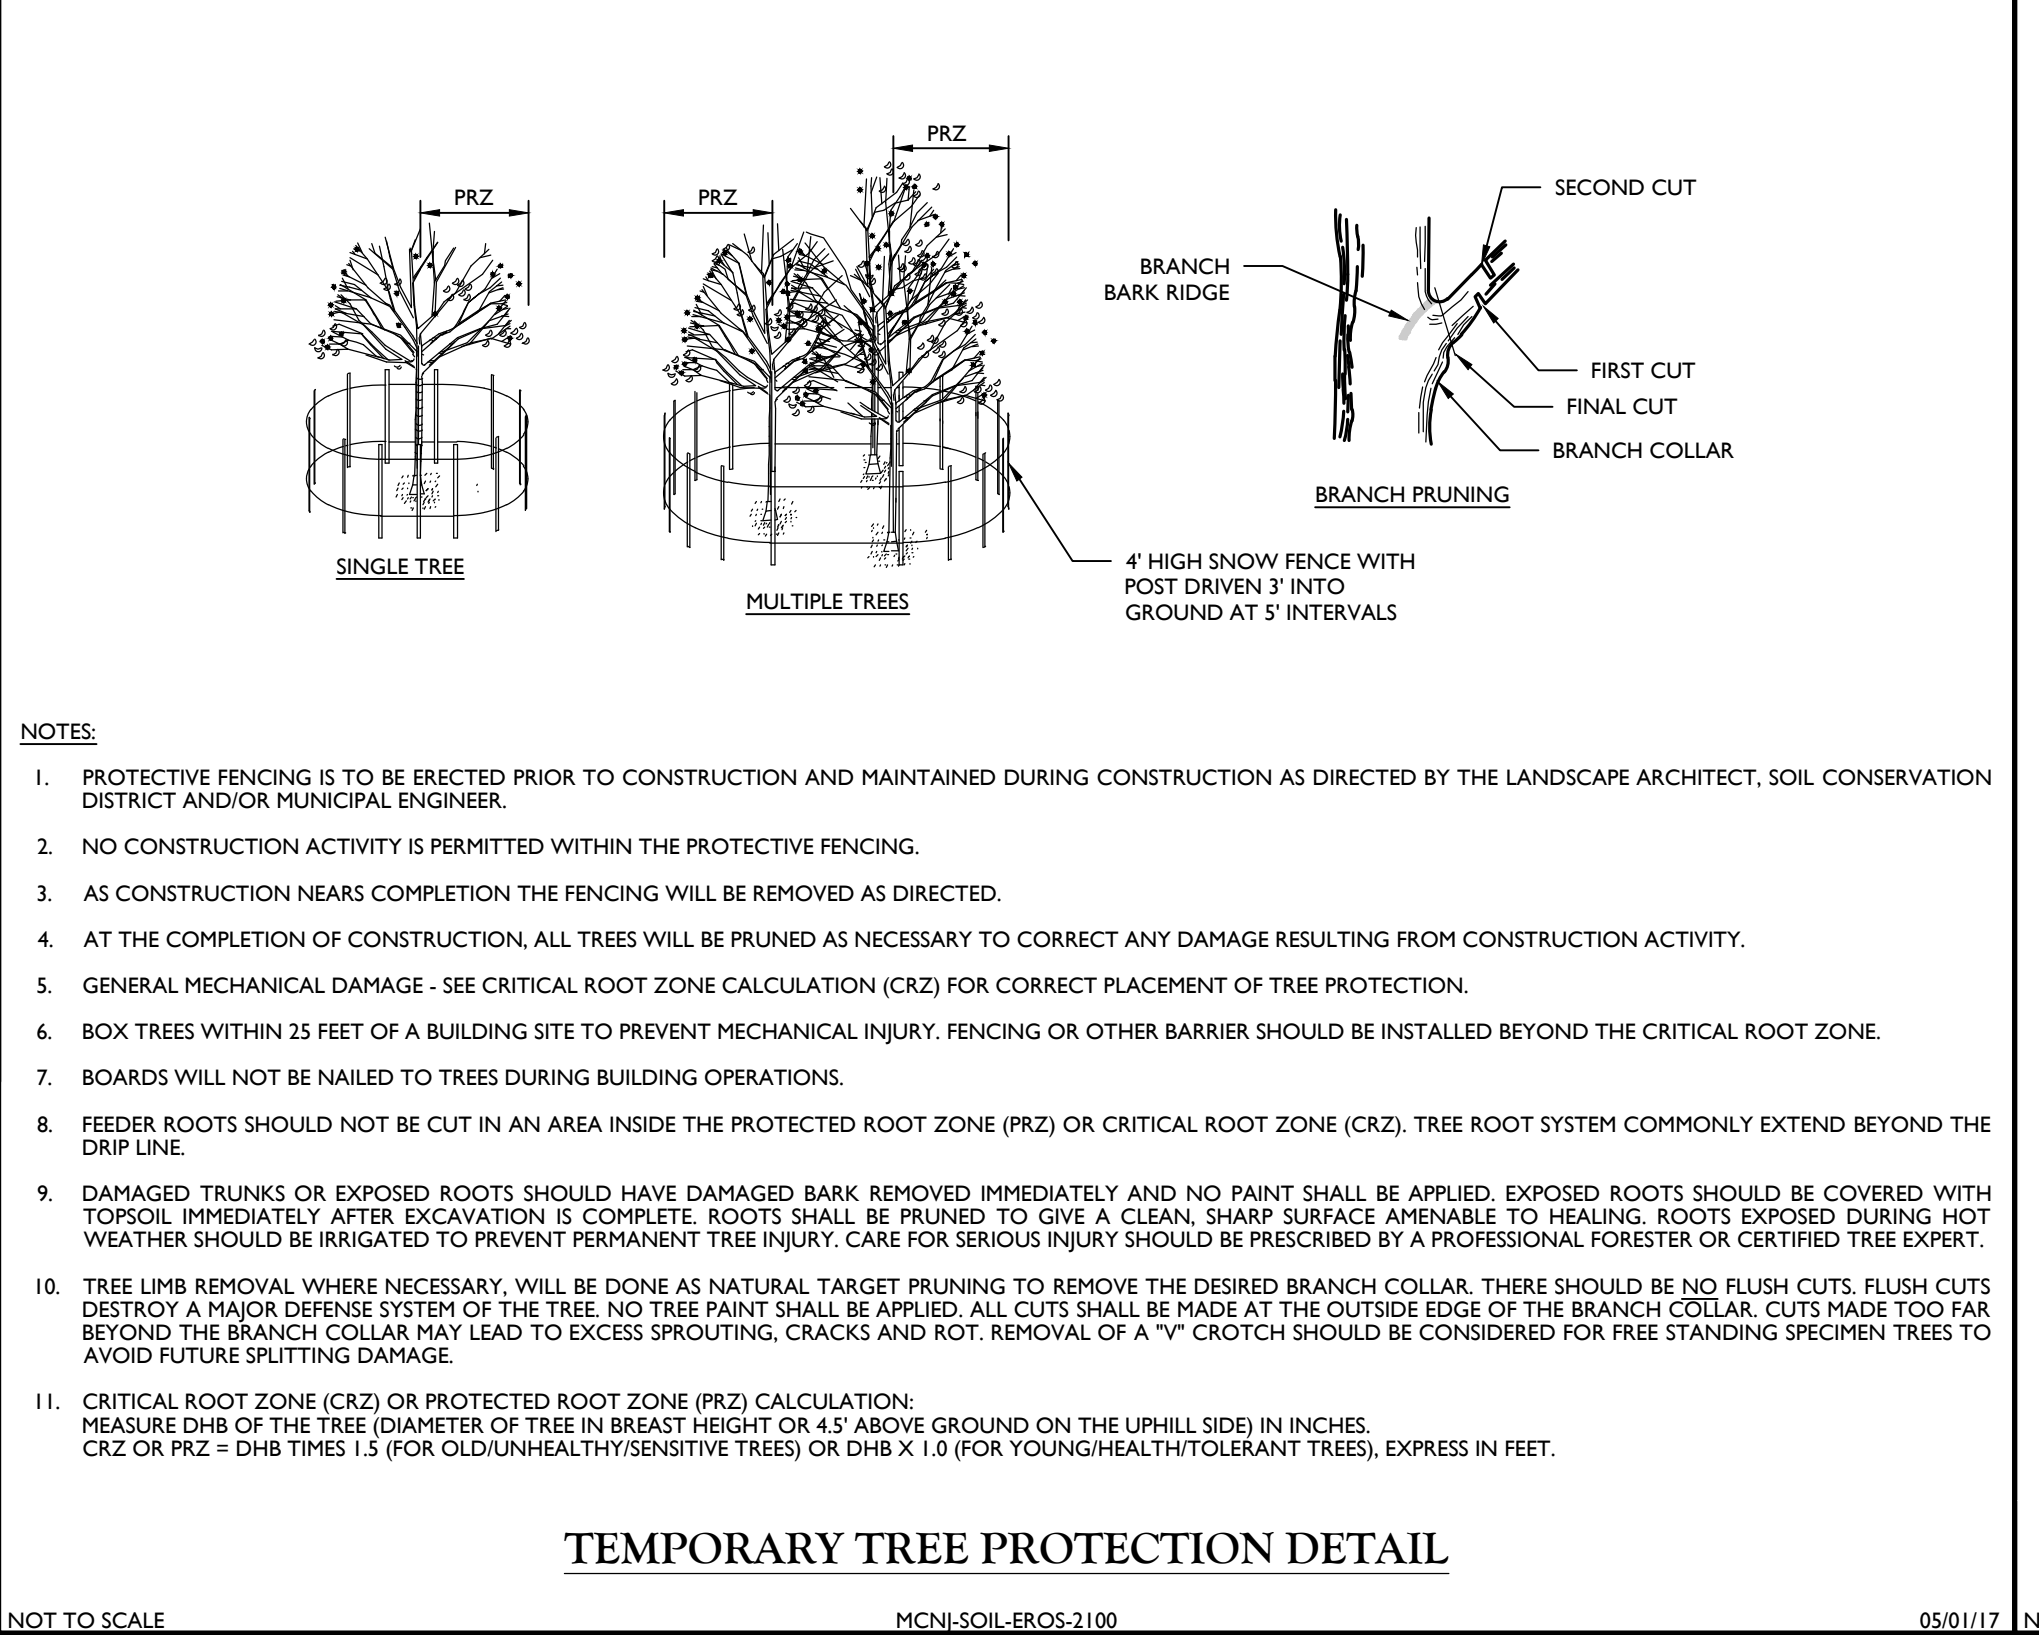 PRZ
PRZ
PRZ
SECOND CUT
BRANCH
BARK RIDGE
FIRST CUT
FINAL CUT
BRANCH COLLAR
BRANCH PRUNING
SINGLE TREE
MULTIPLE TREES
4' HIGH SNOW FENCE WITH
POST DRIVEN 3' INTO
GROUND AT 5' INTERVALS
NOTES:
1. PROTECTIVE FENCING IS TO BE ERECTED PRIOR TO CONSTRUCTION AND MAINTAINED DURING CONSTRUCTION AS DIRECTED BY THE LANDSCAPE ARCHITECT, SOIL CONSERVATION
DISTRICT AND/OR MUNICIPAL ENGINEER.
2. NO CONSTRUCTION ACTIVITY IS PERMITTED WITHIN THE PROTECTIVE FENCING.
3. AS CONSTRUCTION NEARS COMPLETION THE FENCING WILL BE REMOVED AS DIRECTED.
4. AT THE COMPLETION OF CONSTRUCTION, ALL TREES WILL BE PRUNED AS NECESSARY TO CORRECT ANY DAMAGE RESULTING FROM CONSTRUCTION ACTIVITY.
5. GENERAL MECHANICAL DAMAGE - SEE CRITICAL ROOT ZONE CALCULATION (CRZ) FOR CORRECT PLACEMENT OF TREE PROTECTION.
6. BOX TREES WITHIN 25 FEET OF A BUILDING SITE TO PREVENT MECHANICAL INJURY. FENCING OR OTHER BARRIER SHOULD BE INSTALLED BEYOND THE CRITICAL ROOT ZONE.
7. BOARDS WILL NOT BE NAILED TO TREES DURING BUILDING OPERATIONS.
8. FEEDER ROOTS SHOULD NOT BE CUT IN AN AREA INSIDE THE PROTECTED ROOT ZONE (PRZ) OR CRITICAL ROOT ZONE (CRZ). TREE ROOT SYSTEM COMMONLY EXTEND BEYOND THE
DRIP LINE.
9. DAMAGED TRUNKS OR EXPOSED ROOTS SHOULD HAVE DAMAGED BARK REMOVED IMMEDIATELY AND NO PAINT SHALL BE APPLIED. EXPOSED ROOTS SHOULD BE COVERED WITH
TOPSOIL IMMEDIATELY AFTER EXCAVATION IS COMPLETE. ROOTS SHALL BE PRUNED TO GIVE A CLEAN, SHARP SURFACE AMENABLE TO HEALING. ROOTS EXPOSED DURING HOT
WEATHER SHOULD BE IRRIGATED TO PREVENT PERMANENT TREE INJURY. CARE FOR SERIOUS INJURY SHOULD BE PRESCRIBED BY A PROFESSIONAL FORESTER OR CERTIFIED TREE EXPERT.
10. TREE LIMB REMOVAL WHERE NECESSARY, WILL BE DONE AS NATURAL TARGET PRUNING TO REMOVE THE DESIRED BRANCH COLLAR. THERE SHOULD BE NO FLUSH CUTS. FLUSH CUTS
DESTROY A MAJOR DEFENSE SYSTEM OF THE TREE. NO TREE PAINT SHALL BE APPLIED. ALL CUTS SHALL BE MADE AT THE OUTSIDE EDGE OF THE BRANCH COLLAR. CUTS MADE TOO FAR
BEYOND THE BRANCH COLLAR MAY LEAD TO EXCESS SPROUTING, CRACKS AND ROT. REMOVAL OF A "V" CROTCH SHOULD BE CONSIDERED FOR FREE STANDING SPECIMEN TREES TO
AVOID FUTURE SPLITTING DAMAGE.
11. CRITICAL ROOT ZONE (CRZ) OR PROTECTED ROOT ZONE (PRZ) CALCULATION:
MEASURE DHB OF THE TREE (DIAMETER OF TREE IN BREAST HEIGHT OR 4.5' ABOVE GROUND ON THE UPHILL SIDE) IN INCHES.
CRZ OR PRZ = DHB TIMES 1.5 (FOR OLD/UNHEALTHY/SENSITIVE TREES) OR DHB X 1.0 (FOR YOUNG/HEALTH/TOLERANT TREES), EXPRESS IN FEET.
TEMPORARY TREE PROTECTION DETAIL
NOT TO SCALE
MCNJ-SOIL-EROS-2100
05/01/17
N